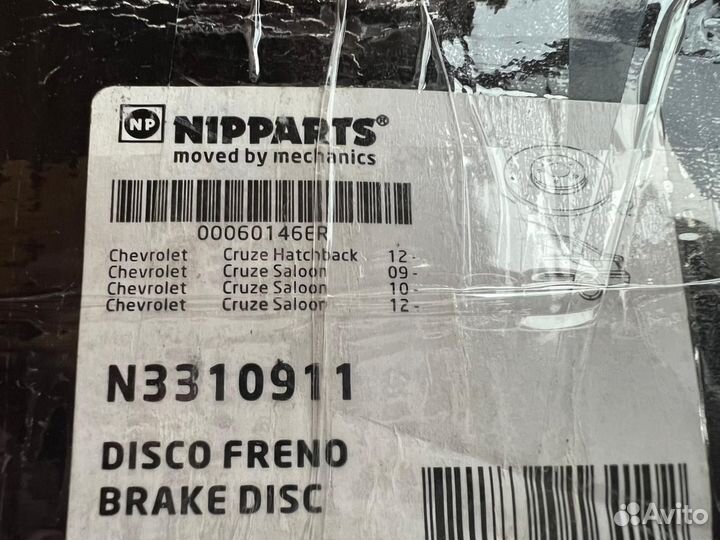 NP NIPPARTS®
moved by mechanics
00060146ER
Chevrolet Cruze Hatchback 12-
Chevrolet Cruze Saloon 09-
Chevrolet Cruze Saloon 10-
Chevrolet Cruze Saloon 12-
N3310911
DISCO FRENO
BRAKE DISC
Avito